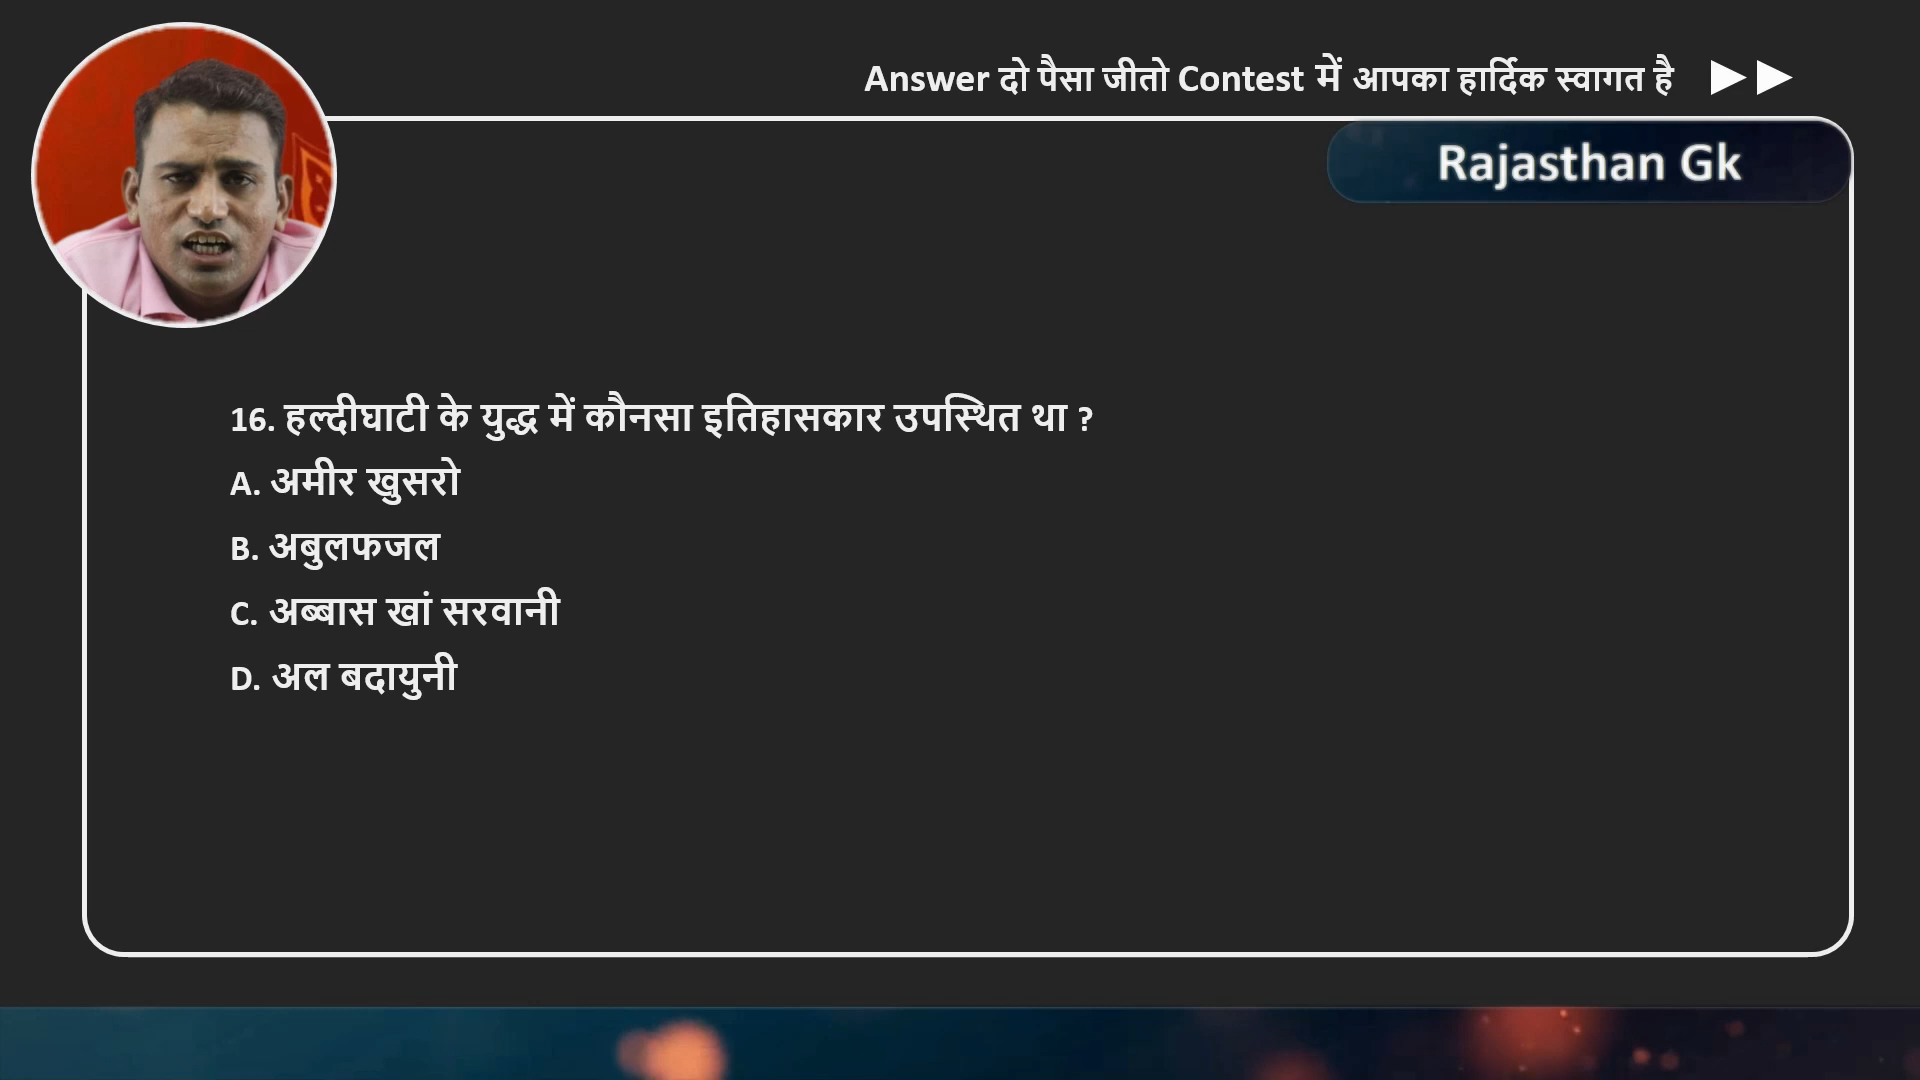 Answer दो पैसा जीतो Contest में आपका हार्दिक स्वागत है
Rajasthan Gk
16. हल्दीघाटी के युद्ध में कौनसा इतिहासकार उपस्थित था ?
A. अमीर खुसरो
B. अबुलफजल
C. अब्बास खां सरवानी
D. अल बदायुनी